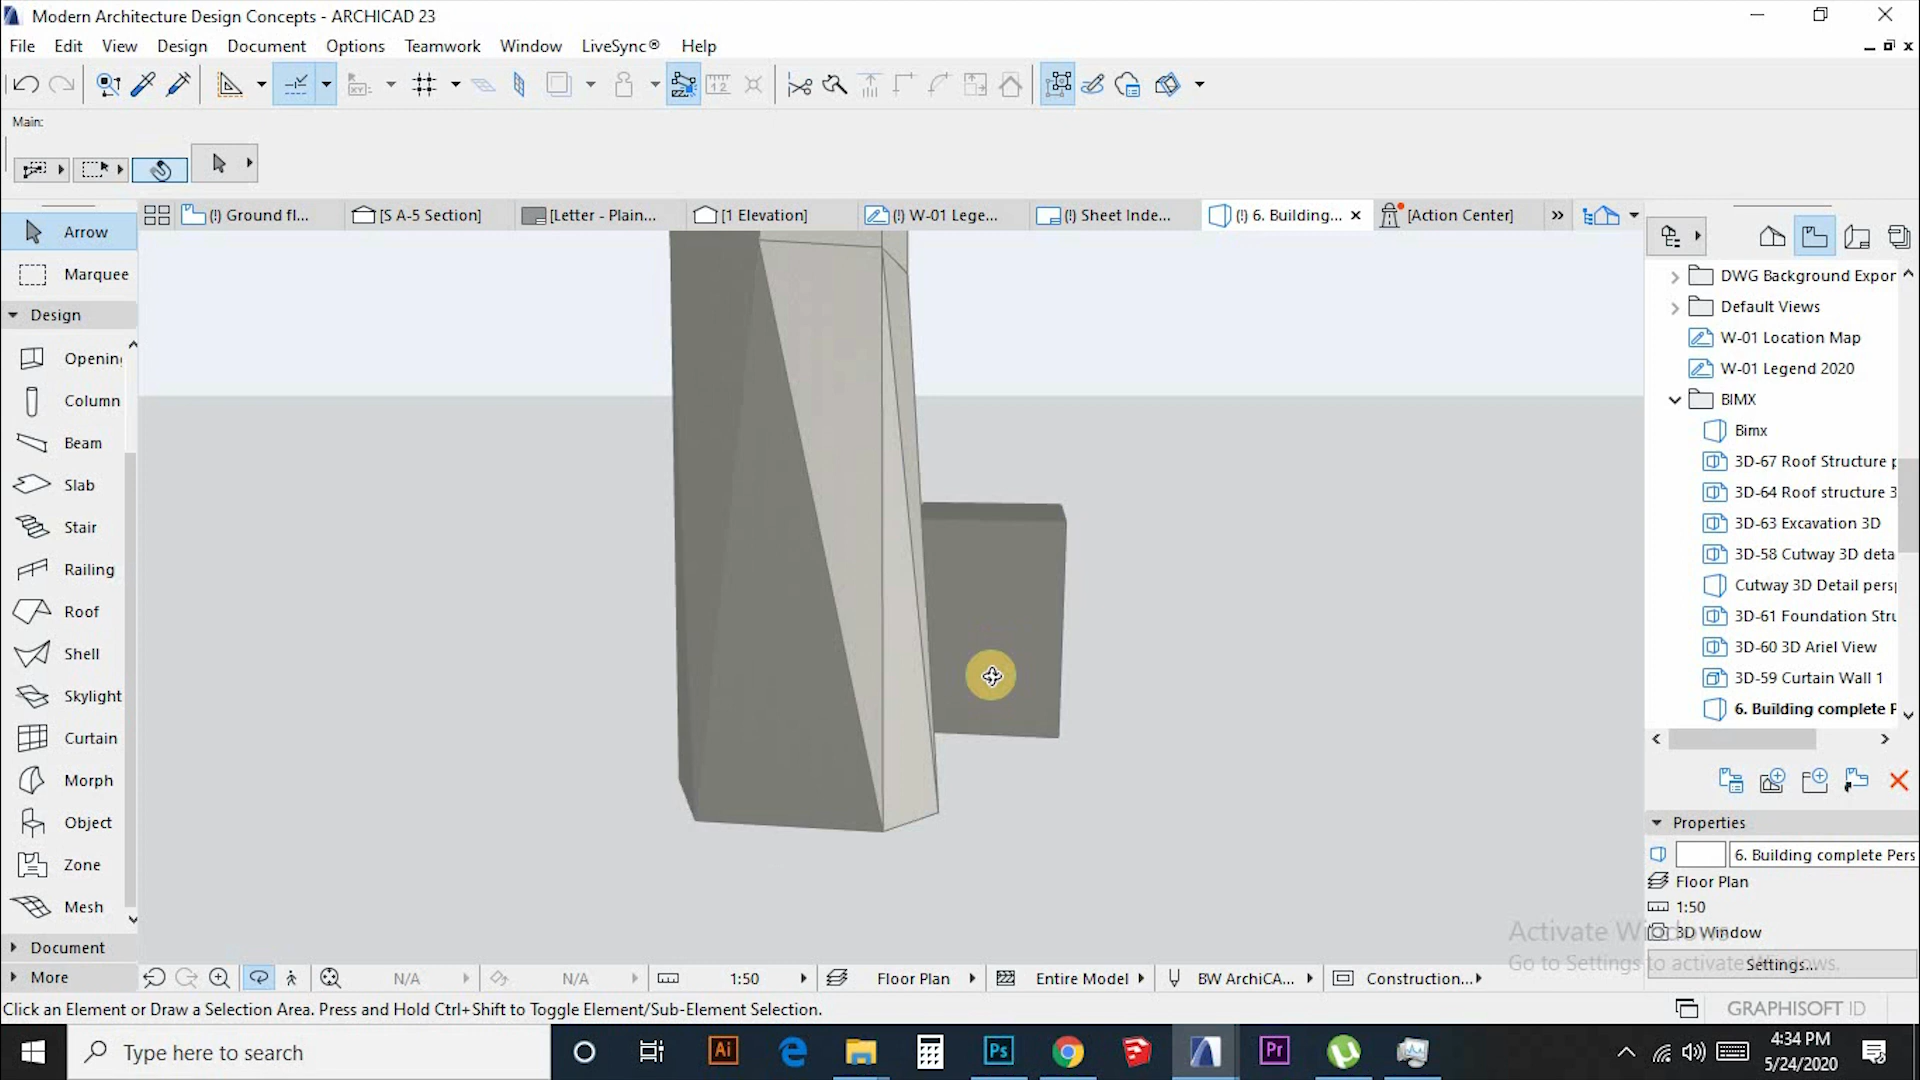 Modern Architecture Design Concepts - ARCHICAD 23
File Edit View Design Document Options Teamwork Window LiveSync® Help
Main:
(!) Ground fl... [S A-5 Section] [Letter - Plain... [1 Elevation] (!) W-01 Lege... (!) Sheet Inde... (!) 6. Building... [Action Center]
Arrow
Marquee
Design
Opening
Column
Beam
Slab
Stair
Railing
Roof
Shell
Skylight
Curtain
Morph
Object
Zone
Mesh
Document
More
DWG Background Expor
Default Views
W-01 Location Map
W-01 Legend 2020
BIMX
Bimx
3D-67 Roof Structure p
3D-64 Roof structure 3
3D-63 Excavation 3D
3D-58 Cutway 3D deta
Cutway 3D Detail persp
3D-61 Foundation Stru
3D-60 3D Ariel View
3D-59 Curtain Wall 1
6. Building complete P
Properties
6. Building complete Pers
Floor Plan
1:50
3D Window
Settings...
Activate Windows
Go to Settings to activate Windows.
N/A N/A 1:50 Floor Plan Entire Model BW ArchiCA... Construction...
Click an Element or Draw a Selection Area. Press and Hold Ctrl+Shift to Toggle Element/Sub-Element Selection.
GRAPHISOFT ID
Type here to search
Ai
Ps
Pr
4:34 PM
5/24/2020